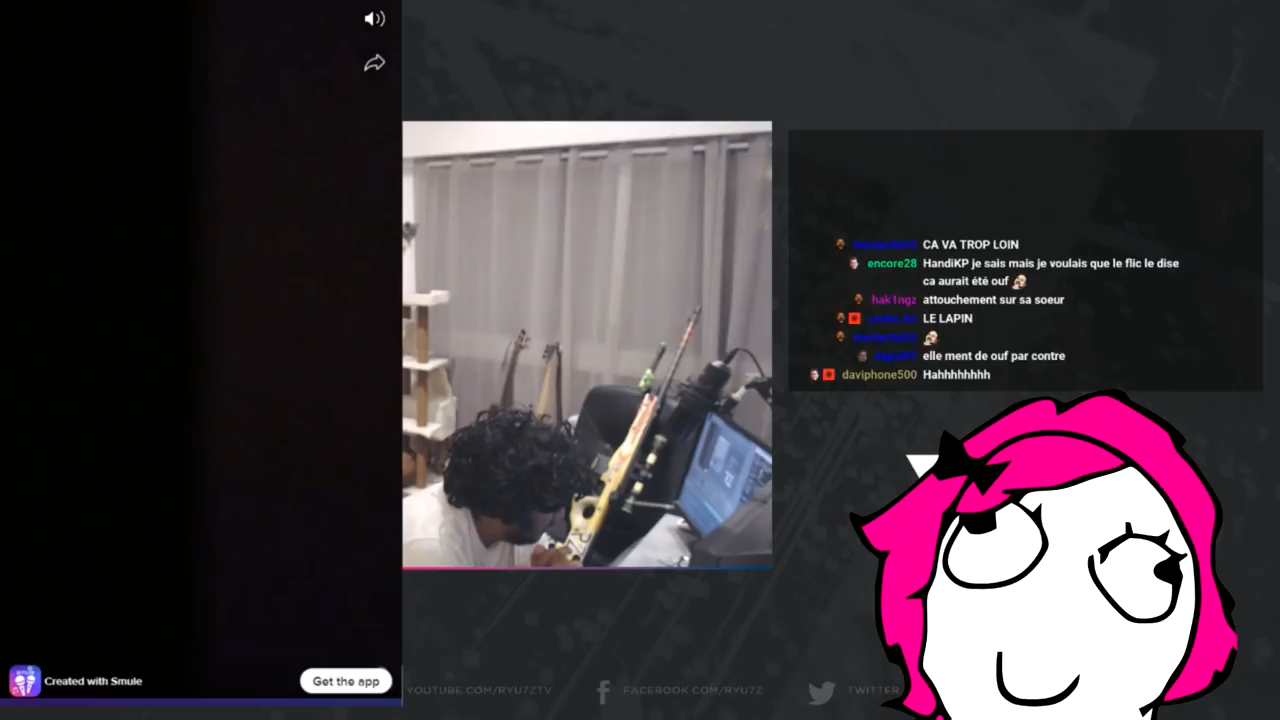 CA VA TROP LOIN
encore28 HandiKP je sais mais je voulais que le flic le dise
ca aurait été ouf
hak1ngz attouchement sur sa soeur
LE LAPIN
elle ment de ouf par contre
daviphone500 Hahhhhhhhh
Created with Smule
Get the app
YOUTUBE.COM/RYU7ZTV
FACEBOOK.COM/RYU7Z
TWITTER